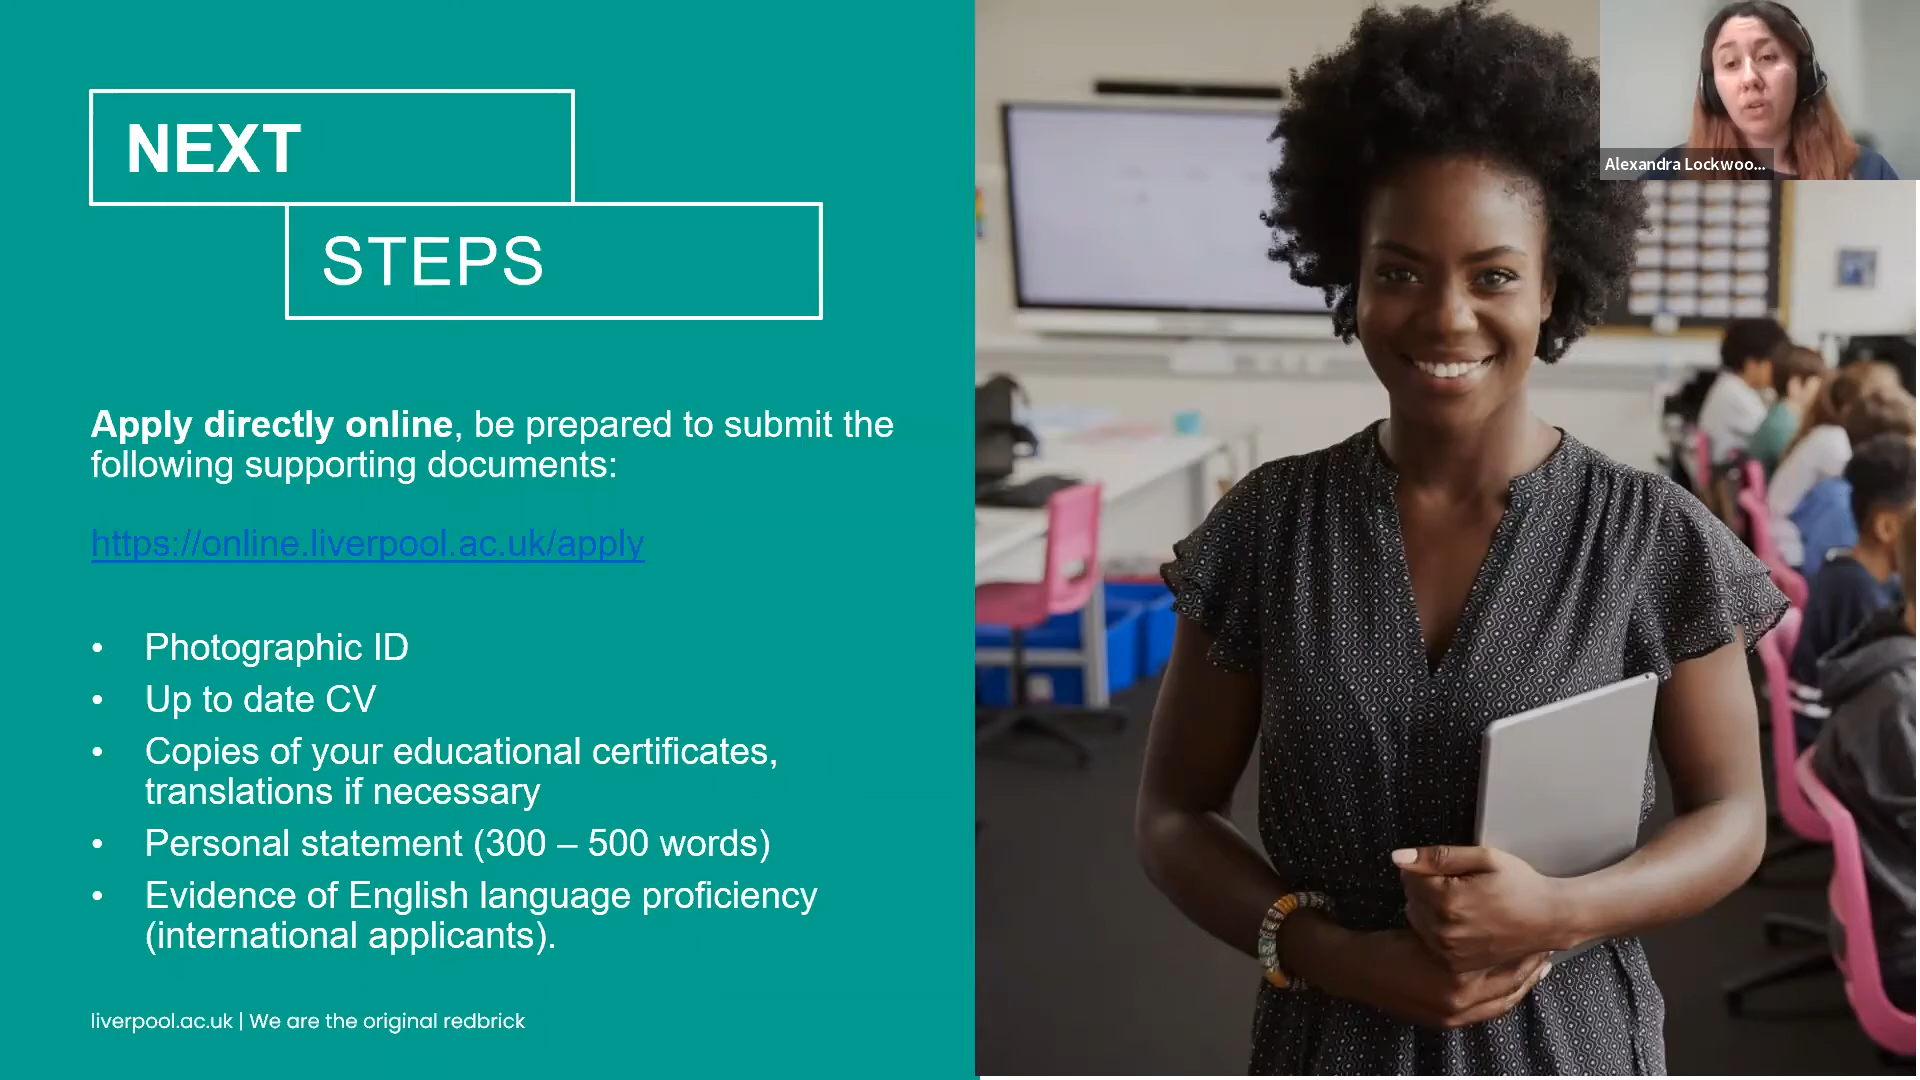 NEXT
STEPS
Apply directly online, be prepared to submit the
following supporting documents:
https://online.liverpool.ac.uk/apply
• Photographic ID
• Up to date CV
• Copies of your educational certificates,
translations if necessary
• Personal statement (300 – 500 words)
• Evidence of English language proficiency
(international applicants).
liverpool.ac.uk | We are the original redbrick
Alexandra Lockwoo...